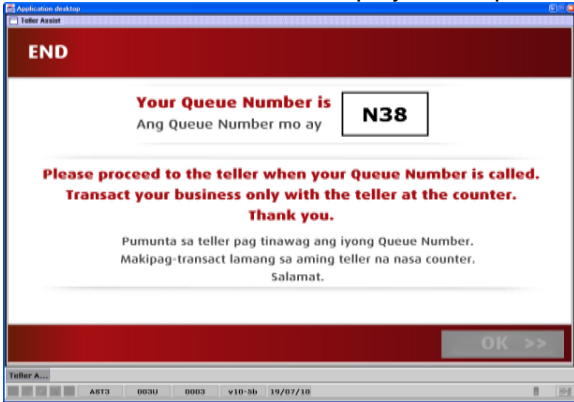 Application desktop
Teller Assist
END
Your Queue Number is
Ang Queue Number mo ay
N38
Please proceed to the teller when your Queue Number is called.
Transact your business only with the teller at the counter.
Thank you.
Pumunta sa teller pag tinawag ang iyong Queue Number.
Makipag-transact lamang sa aming teller na nasa counter.
Salamat.
OK >>
Teller A...
AST3 003U 0003 v10-5b 19/07/10